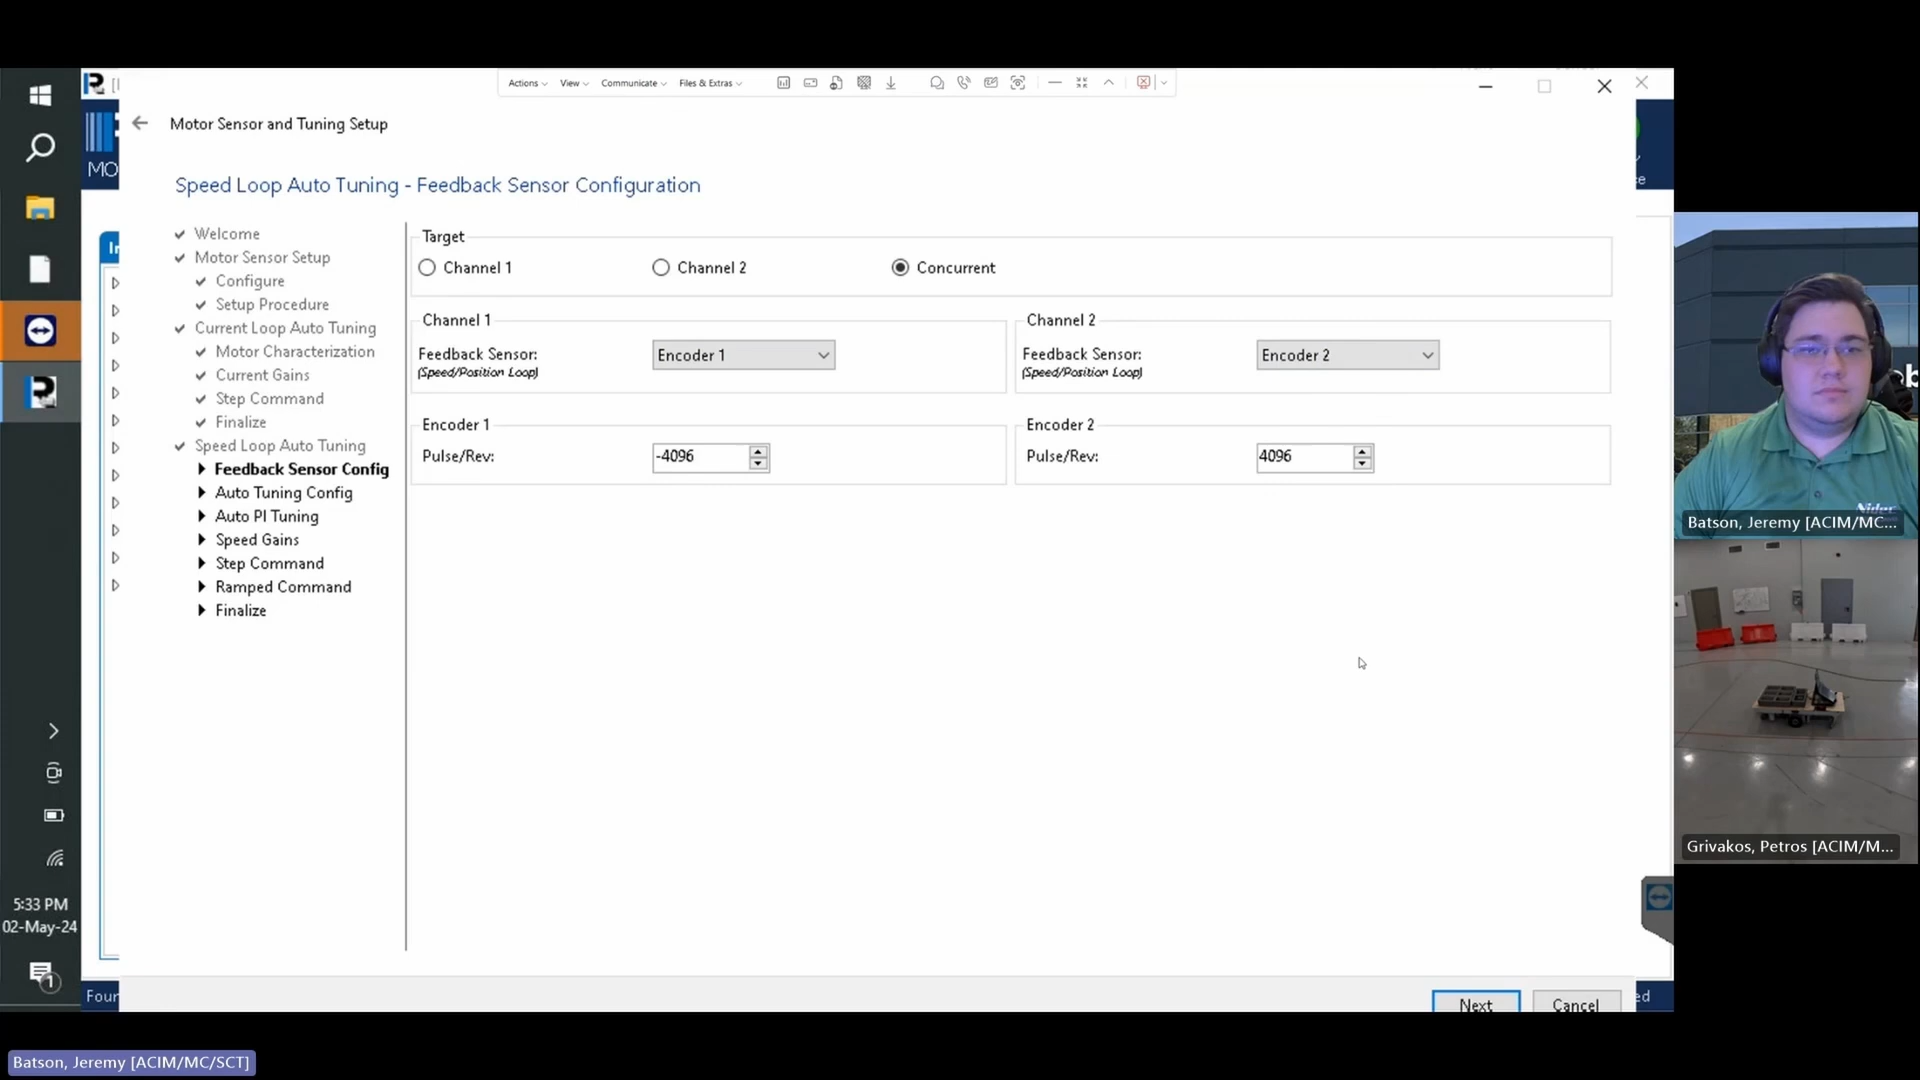 Actions
View
Communicate
Files & Extras
MO
Motor Sensor and Tuning Setup
Speed Loop Auto Tuning - Feedback Sensor Configuration
Welcome
Motor Sensor Setup
Configure
Setup Procedure
Current Loop Auto Tuning
Motor Characterization
Current Gains
Step Command
Finalize
Speed Loop Auto Tuning
Feedback Sensor Config
Auto Tuning Config
Auto PI Tuning
Speed Gains
Step Command
Ramped Command
Finalize
Target
Channel 1
Channel 2
Concurrent
Channel 1
Feedback Sensor:
(Speed/Position Loop)
Encoder 1
Channel 2
Feedback Sensor:
(Speed/Position Loop)
Encoder 2
Encoder 1
Pulse/Rev:
-4096
Encoder 2
Pulse/Rev:
4096
Next
Cancel
5:33 PM
02-May-24
1
Four
ed
Nidec
Batson, Jeremy [ACIM/MC...
Grivakos, Petros [ACIM/M...
Batson, Jeremy [ACIM/MC/SCT]